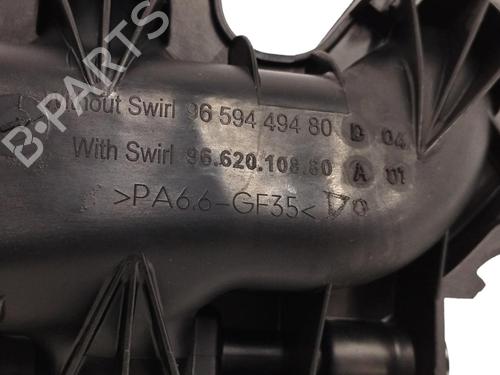 B-PARTS
hout Swirl 96 594 494 80 D 04
With Swirl 96.620.108.80 A 01
>PA6.6-GF35<